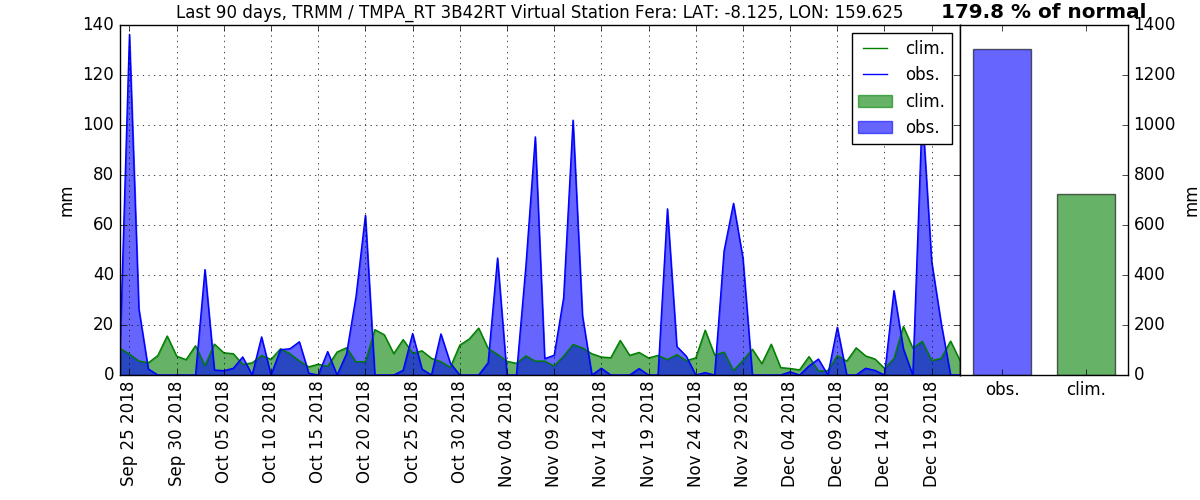 Last 90 days, TRMM / TMPA_RT 3B42RT Virtual Station Fera: LAT: -8.125, LON: 159.625
179.8 % of normal
140
120
100
80
60
40
20
0
mm
clim.
obs.
clim.
obs.
1400
1200
1000
800
600
400
200
0
mm
Sep 25 2018
Sep 30 2018
Oct 05 2018
Oct 10 2018
Oct 15 2018
Oct 20 2018
Oct 25 2018
Oct 30 2018
Nov 04 2018
Nov 09 2018
Nov 14 2018
Nov 19 2018
Nov 24 2018
Nov 29 2018
Dec 04 2018
Dec 09 2018
Dec 14 2018
Dec 19 2018
obs.
clim.